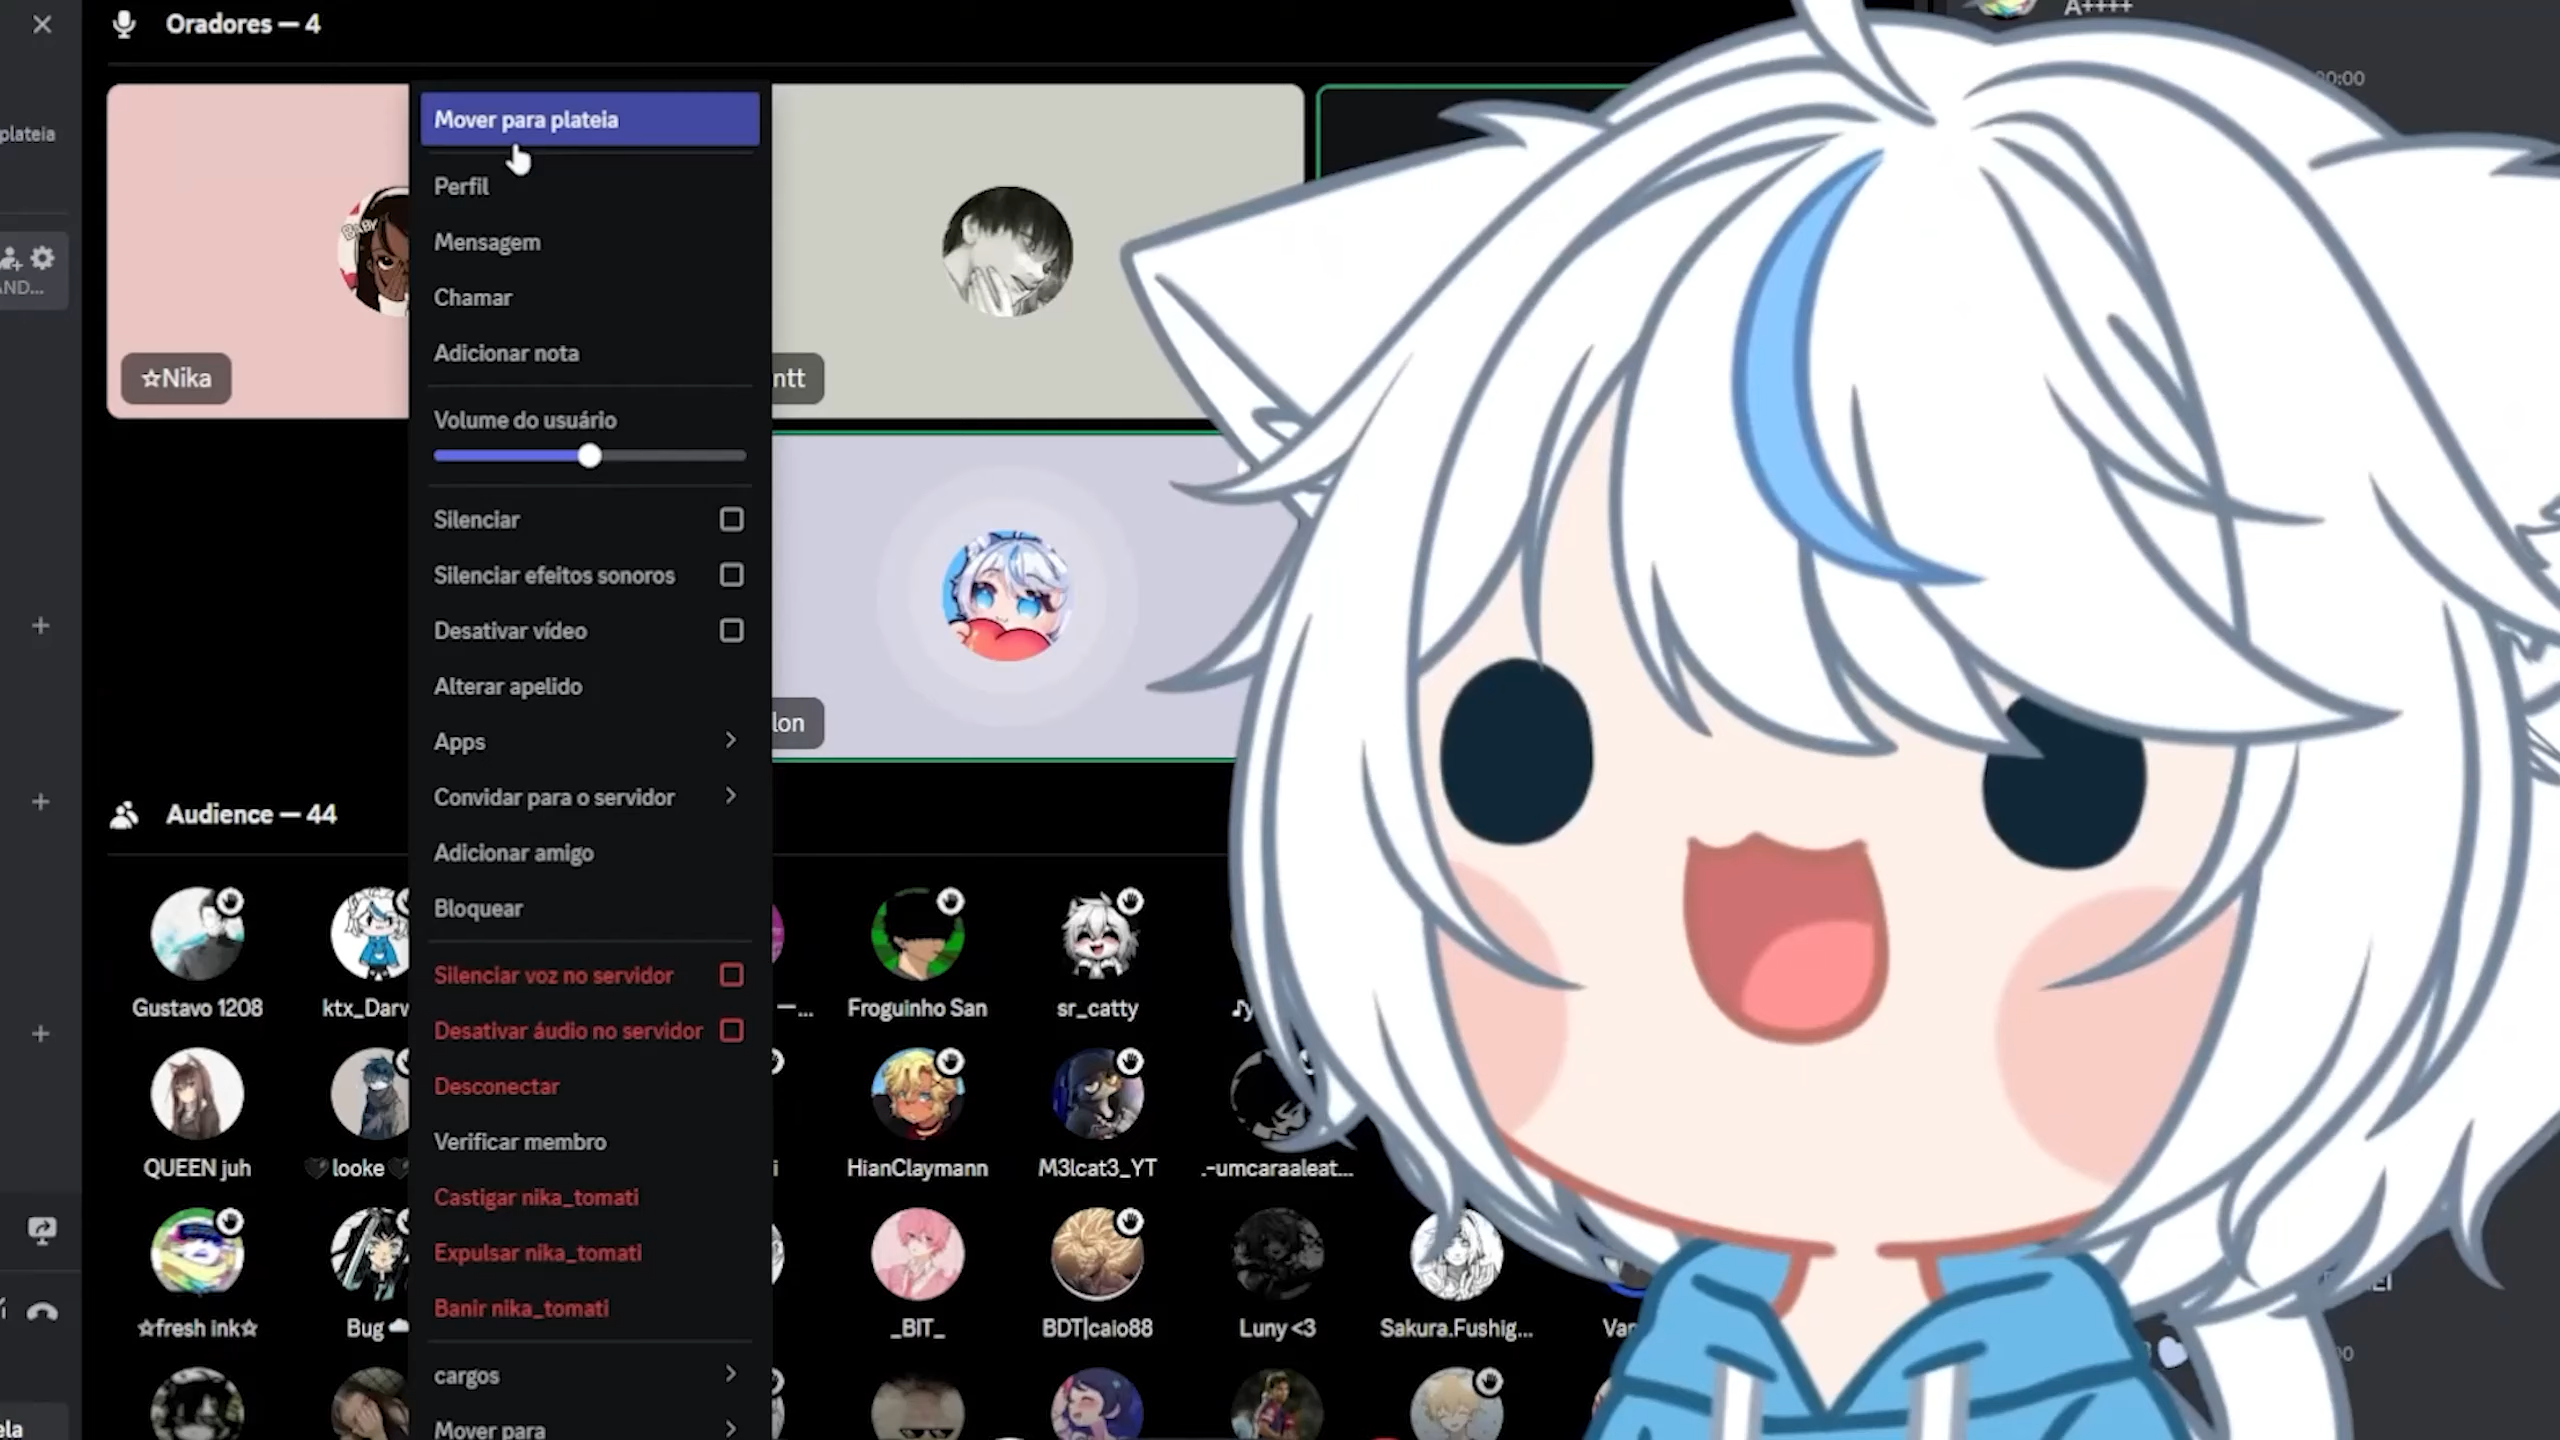 Oradores — 4
A++++
plateia
Mover para plateia
Perfil
Mensagem
Chamar
Adicionar nota
BABY
☆Nika
ntt
Volume do usuário
AND...
Silenciar
Silenciar efeitos sonoros
Desativar vídeo
Alterar apelido
lon
Apps
Convidar para o servidor
Audience — 44
Adicionar amigo
Bloquear
Silenciar voz no servidor
Gustavo 1208
ktx_Darv
—...
Froguinho San
sr_catty
Desativar áudio no servidor
Desconectar
Verificar membro
QUEEN juh
🖤looke🖤
i
HianClaymann
M3lcat3_YT
.-umcaraaleat...
Castigar nika_tomati
Expulsar nika_tomati
Banir nika_tomati
☆fresh ink☆
Bug ☁
_BIT_
BDT|caio88
Luny <3
Sakura.Fushig...
Var
cargos
Mover para
ela